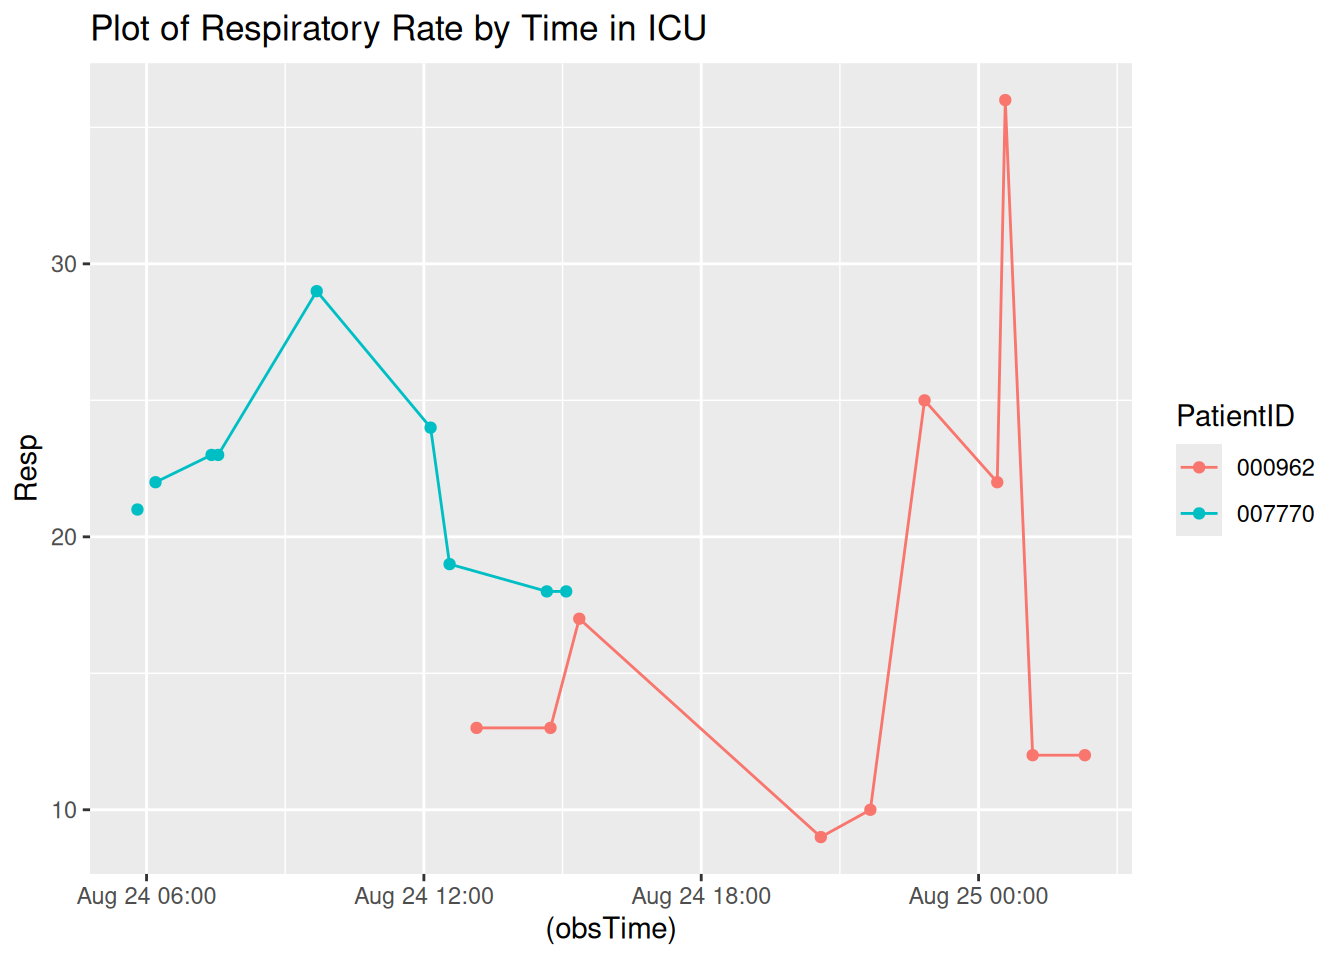 Plot of Respiratory Rate by Time in ICU
Resp
30
20
10
Aug 24 06:00 Aug 24 12:00 Aug 24 18:00 Aug 25 00:00
(obsTime)
PatientID
000962
007770